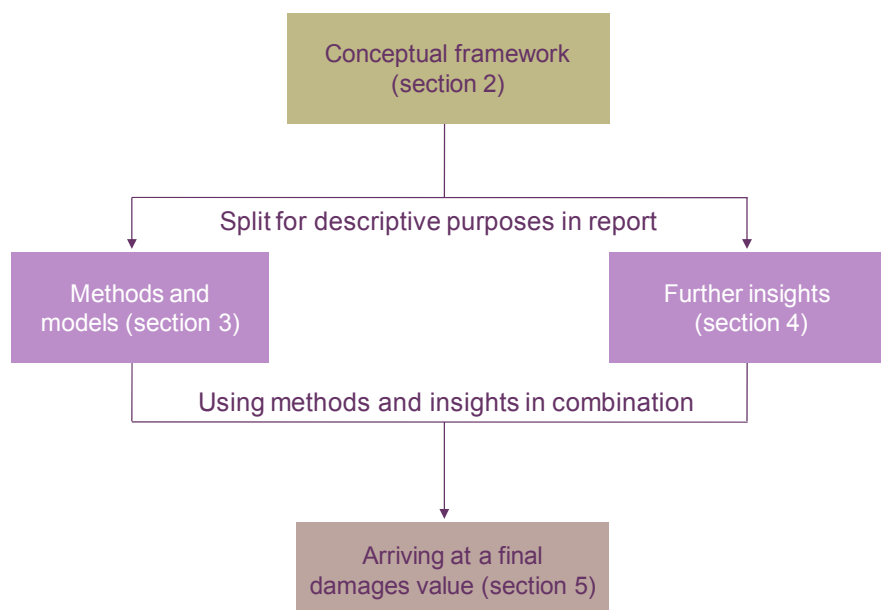 Conceptual framework
(section 2)
Split for descriptive purposes in report
Methods and
models (section 3)
Further insights
(section 4)
Using methods and insights in combination
Arriving at a final
damages value (section 5)